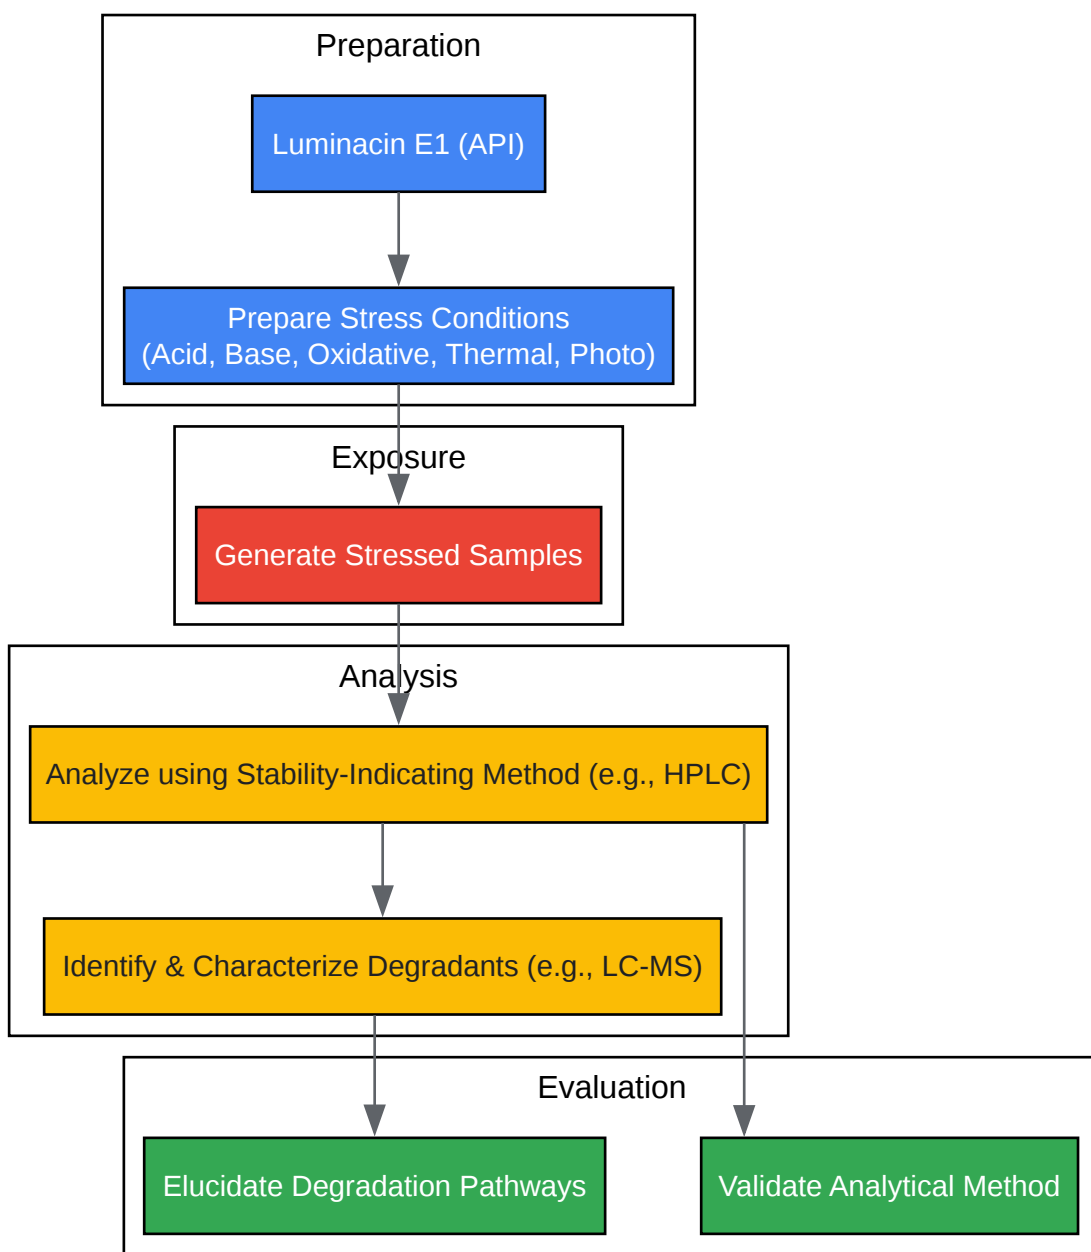 Preparation
Luminacin E1 (API)
Prepare Stress Conditions
(Acid, Base, Oxidative, Thermal, Photo)
Exposure
Generate Stressed Samples
Analysis
Analyze using Stability-Indicating Method (e.g., HPLC)
Identify & Characterize Degradants (e.g., LC-MS)
Evaluation
Elucidate Degradation Pathways
Validate Analytical Method